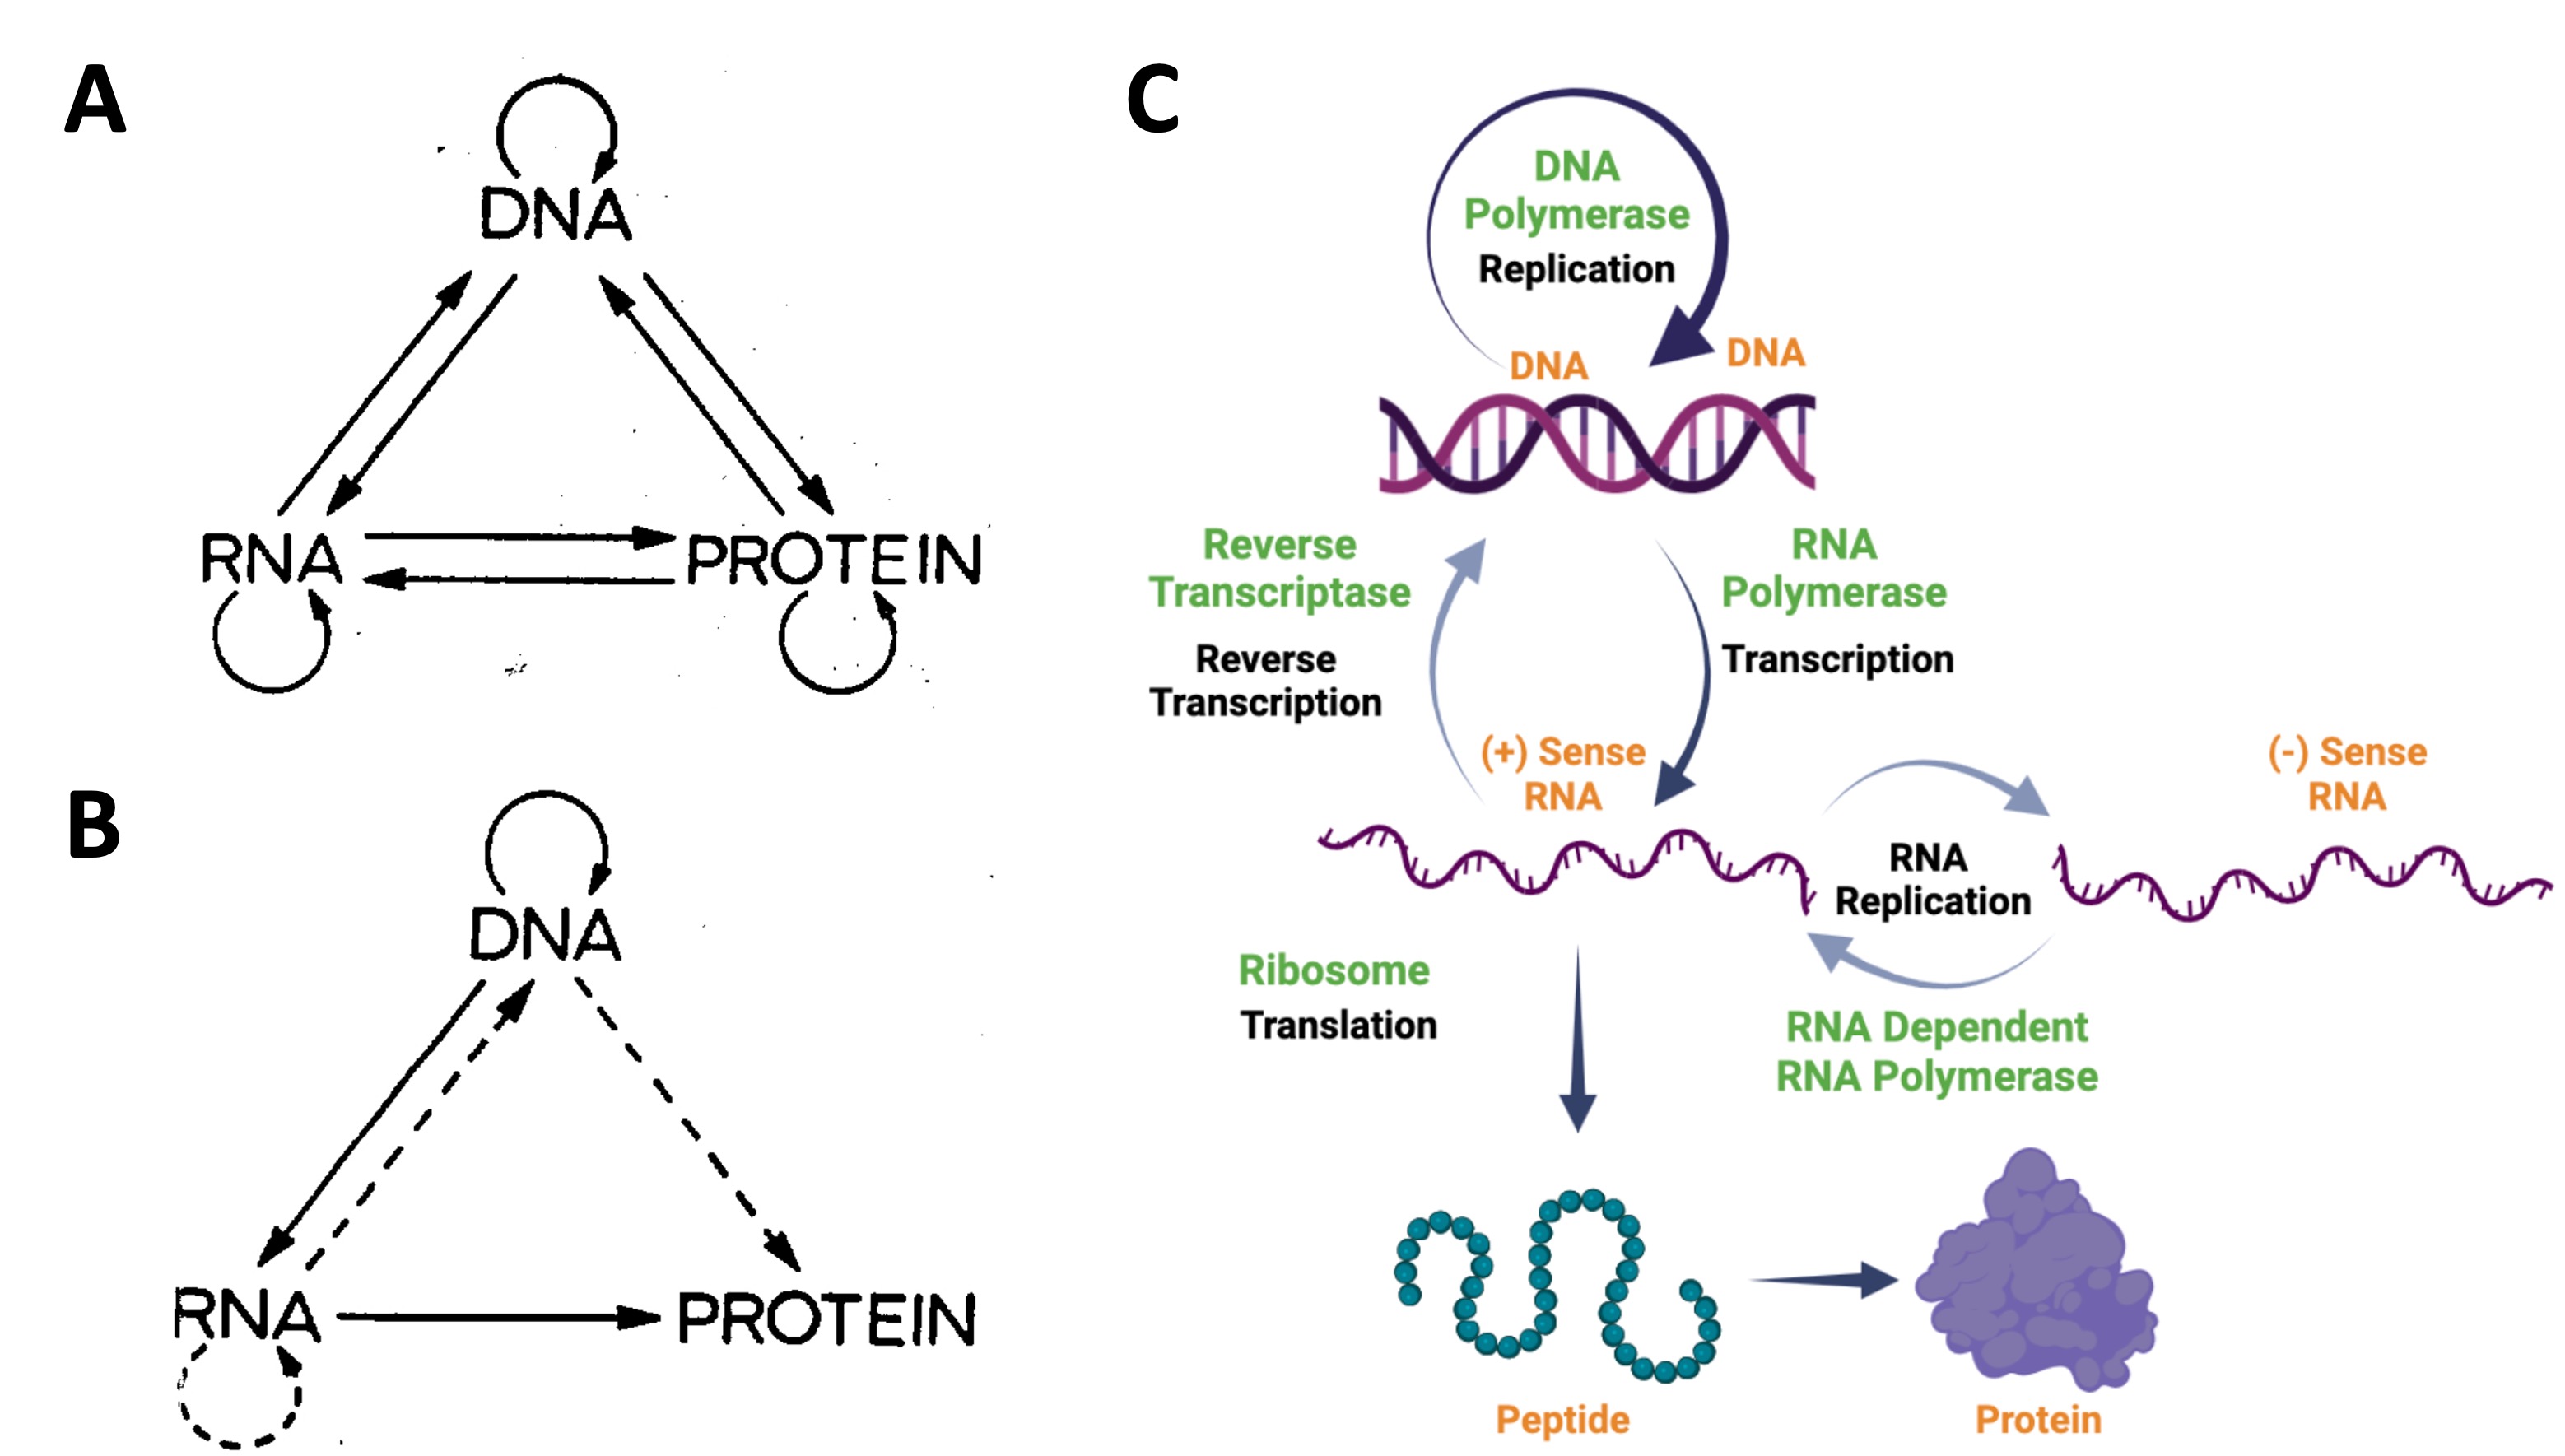 A
DNA
RNA
PROTEIN
B
DNA
RNA
PROTEIN
C
DNA
Polymerase
Replication
DNA
DNA
Reverse
Transcriptase
Reverse
Transcription
RNA
Polymerase
Transcription
(+) Sense
RNA
(-) Sense
RNA
RNA
Replication
Ribosome
Translation
RNA Dependent
RNA Polymerase
Peptide
Protein